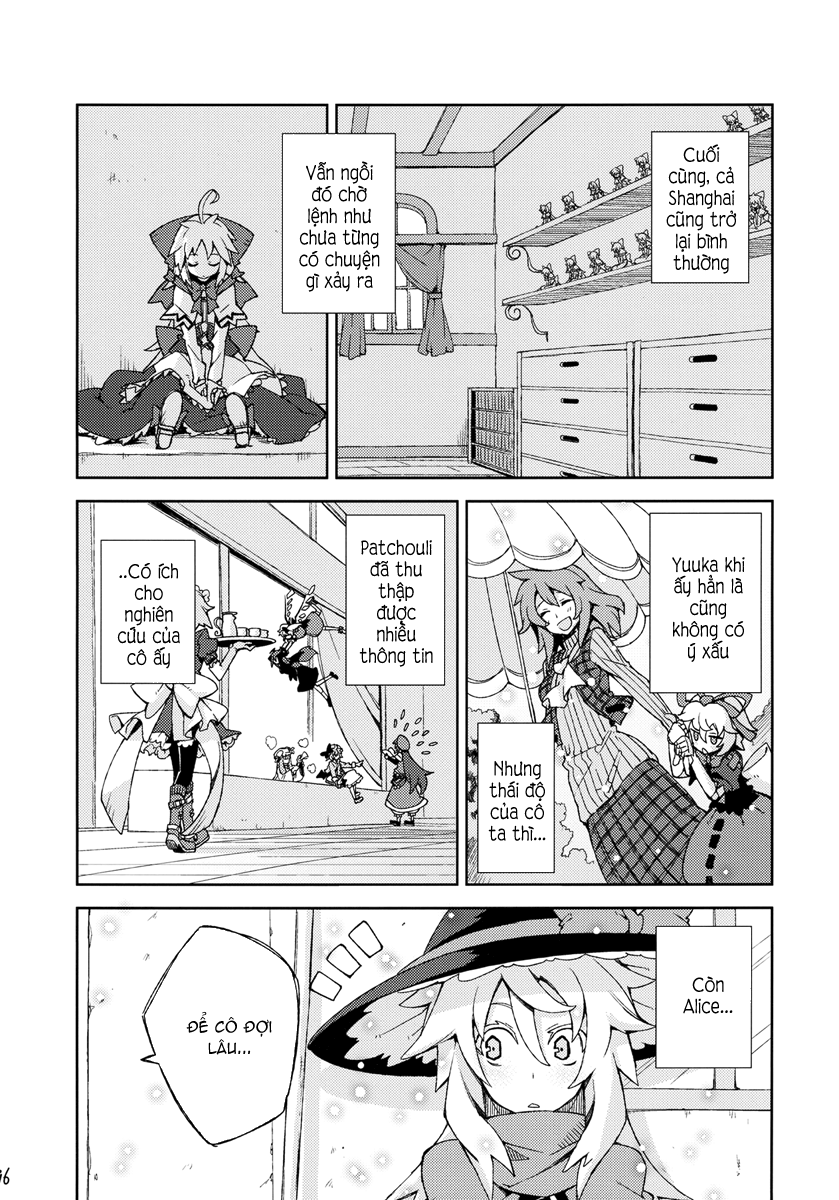 Cuối
cùng, cả
Shanghai
cũng trở
lại bình
thường
Vẫn ngồi
đó chờ
lệnh như
chưa từng
có chuyện
gì xảy ra
Yuuka khi
ấy hẳn là
cũng
không có
ý xấu
Nhưng
thái độ
của cô
ta thì...
Patchouli
đã thu
thập
được
nhiều
thông tin
..Có ích
cho
nghiên
cứu của
cô ấy
Còn
Alice...
ĐỂ CÔ ĐỢI
LÂU...